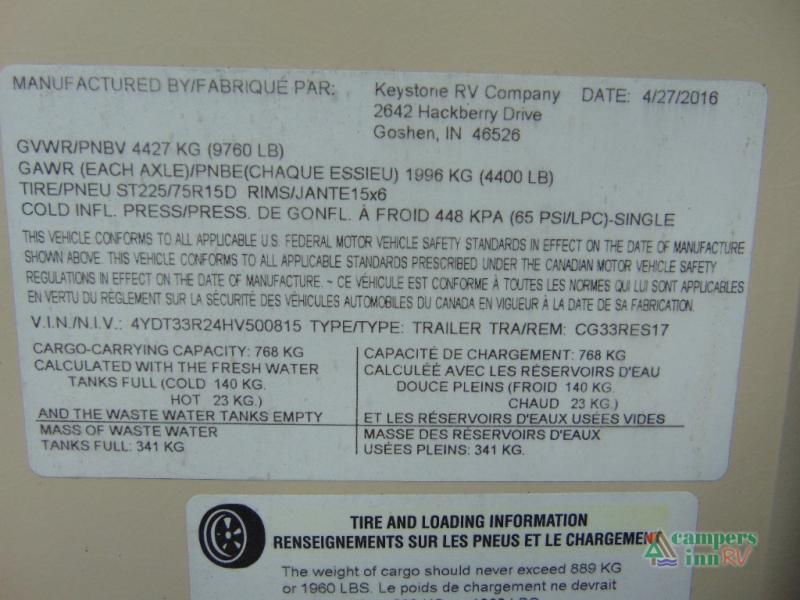 MANUFACTURED BY/FABRIQUÉ PAR: Keystone RV Company DATE: 4/27/2016
2642 Hackberry Drive
Goshen, IN 46526
GVWR/PNBV 4427 KG (9760 LB)
GAWR (EACH AXLE)/PNBE(CHAQUE ESSIEU) 1996 KG (4400 LB)
TIRE/PNEU ST225/75R15D RIMS/JANTE15x6
COLD INFL. PRESS/PRESS. DE GONFL. À FROID 448 KPA (65 PSI/LPC)-SINGLE
THIS VEHICLE CONFORMS TO ALL APPLICABLE U.S. FEDERAL MOTOR VEHICLE SAFETY STANDARDS IN EFFECT ON THE DATE OF MANUFACTURE
SHOWN ABOVE. THIS VEHICLE CONFORMS TO ALL APPLICABLE STANDARDS PRESCRIBED UNDER THE CANADIAN MOTOR VEHICLE SAFETY
REGULATIONS IN EFFECT ON THE DATE OF MANUFACTURE. ~ CE VÉHICULE EST CONFORME À TOUTES LES NORMES QUI LUI SONT APPLICABLES
EN VERTU DU RÈGLEMENT SUR LA SÉCURITÉ DES VÉHICULES AUTOMOBILES DU CANADA EN VIGUEUR À LA DATE DE SA FABRICATION.
V.I.N./N.I.V.: 4YDT33R24HV500815 TYPE/TYPE: TRAILER TRA/REM: CG33RES17
CARGO-CARRYING CAPACITY: 768 KG
CALCULATED WITH THE FRESH WATER
TANKS FULL (COLD 140 KG.
HOT 23 KG.)
AND THE WASTE WATER TANKS EMPTY
MASS OF WASTE WATER
TANKS FULL: 341 KG
CAPACITÉ DE CHARGEMENT: 768 KG
CALCULÉE AVEC LES RÉSERVOIRS D'EAU
DOUCE PLEINS (FROID 140 KG.
CHAUD 23 KG.)
ET LES RÉSERVOIRS D'EAUX USÉES VIDES
MASSE DES RÉSERVOIRS D'EAUX
USÉES PLEINS: 341 KG.
TIRE AND LOADING INFORMATION
RENSEIGNEMENTS SUR LES PNEUS ET LE CHARGEMENT
The weight of cargo should never exceed 889 KG
or 1960 LBS. Le poids de chargement ne devrait
campers
inn RV